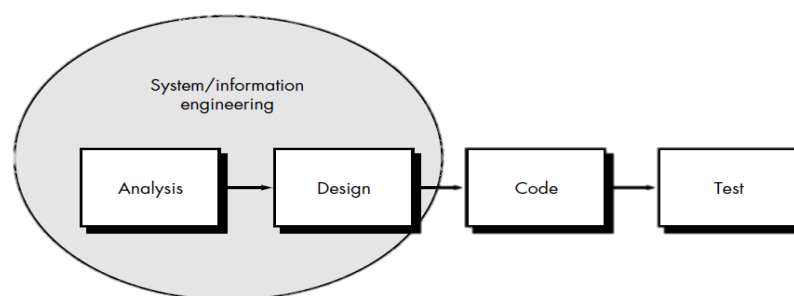 System/information
engineering
Analysis
Design
Code
Test